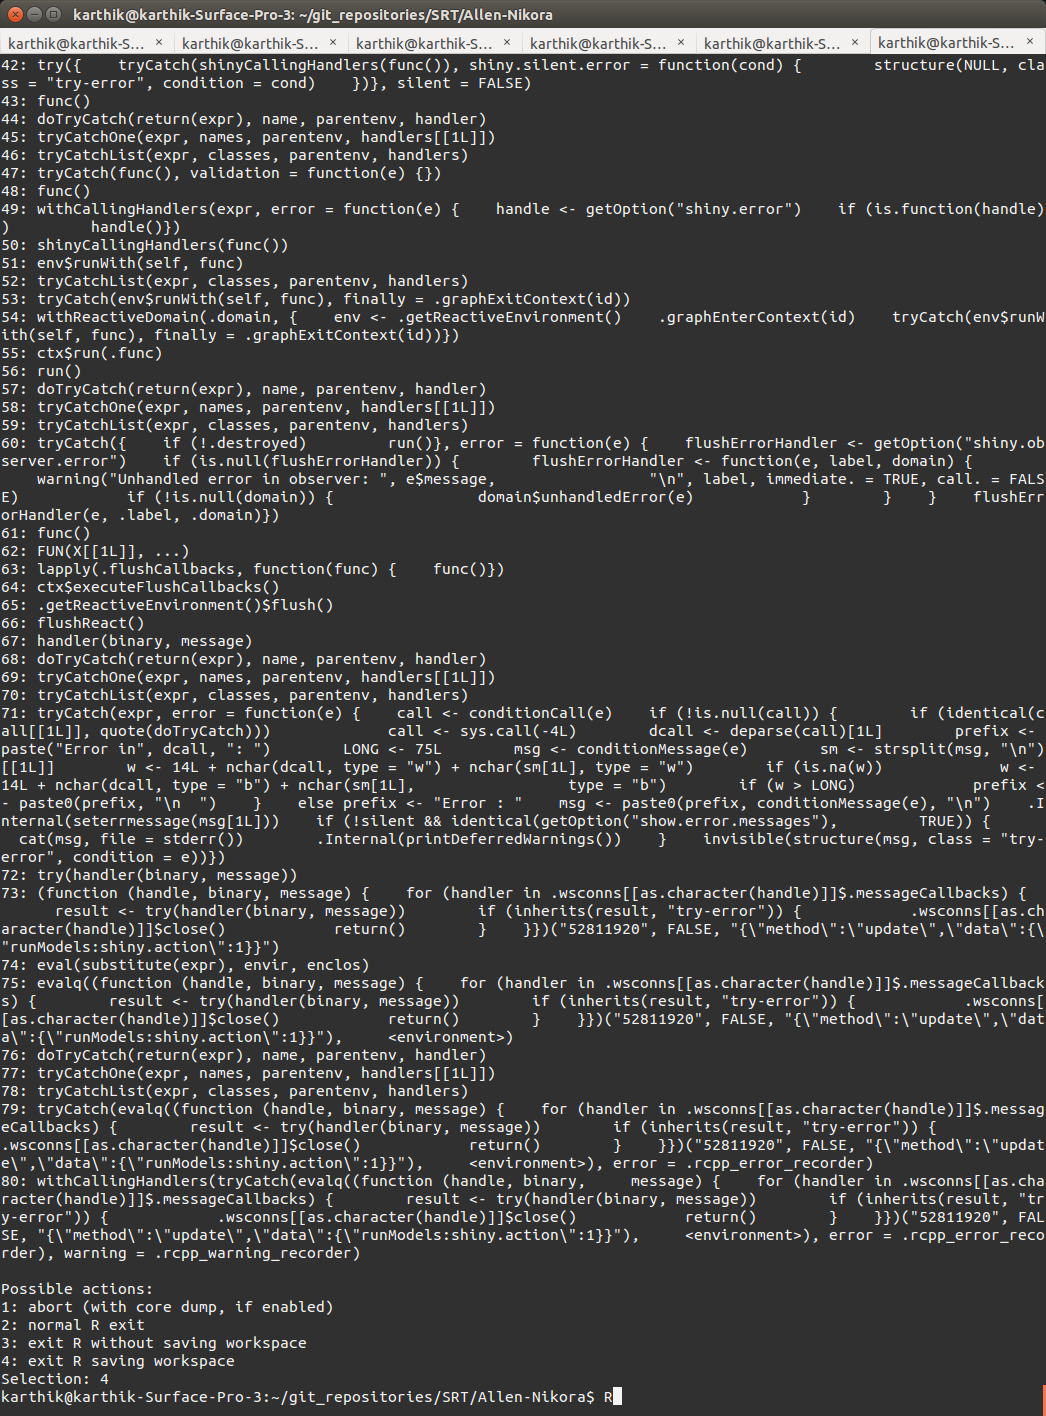 karthik@karthik-Surface-Pro-3: ~/git_repositories/SRT/Allen-Nikora
karthik@karthik-S... × karthik@karthik-S... × karthik@karthik-S... × karthik@karthik-S... × karthik@karthik-S... × karthik@karthik-S... ×
42: try({    tryCatch(shinyCallingHandlers(func()), shiny.silent.error = function(cond) {        structure(NULL, cla
ss = "try-error", condition = cond)    })}, silent = FALSE)
43: func()
44: doTryCatch(return(expr), name, parentenv, handler)
45: tryCatchOne(expr, names, parentenv, handlers[[1L]])
46: tryCatchList(expr, classes, parentenv, handlers)
47: tryCatch(func(), validation = function(e) {})
48: func()
49: withCallingHandlers(expr, error = function(e) {    handle <- getOption("shiny.error")    if (is.function(handle)
)         handle()})
50: shinyCallingHandlers(func())
51: env$runWith(self, func)
52: tryCatchList(expr, classes, parentenv, handlers)
53: tryCatch(env$runWith(self, func), finally = .graphExitContext(id))
54: withReactiveDomain(.domain, {    env <- .getReactiveEnvironment()    .graphEnterContext(id)    tryCatch(env$runW
ith(self, func), finally = .graphExitContext(id))})
55: ctx$run(.func)
56: run()
57: doTryCatch(return(expr), name, parentenv, handler)
58: tryCatchOne(expr, names, parentenv, handlers[[1L]])
59: tryCatchList(expr, classes, parentenv, handlers)
60: tryCatch({    if (!.destroyed)         run()}, error = function(e) {    flushErrorHandler <- getOption("shiny.ob
server.error")    if (is.null(flushErrorHandler)) {        flushErrorHandler <- function(e, label, domain) {
    warning("Unhandled error in observer: ", e$message,                 "\n", label, immediate. = TRUE, call. = FALS
E)            if (!is.null(domain)) {                domain$unhandledError(e)            }        }    }    flushErr
orHandler(e, .label, .domain)})
61: func()
62: FUN(X[[1L]], ...)
63: lapply(.flushCallbacks, function(func) {    func()})
64: ctx$executeFlushCallbacks()
65: .getReactiveEnvironment()$flush()
66: flushReact()
67: handler(binary, message)
68: doTryCatch(return(expr), name, parentenv, handler)
69: tryCatchOne(expr, names, parentenv, handlers[[1L]])
70: tryCatchList(expr, classes, parentenv, handlers)
71: tryCatch(expr, error = function(e) {    call <- conditionCall(e)    if (!is.null(call)) {        if (identical(c
all[[1L]], quote(doTryCatch)))             call <- sys.call(-4L)        dcall <- deparse(call)[1L]        prefix <- 
paste("Error in", dcall, ": ")        LONG <- 75L        msg <- conditionMessage(e)        sm <- strsplit(msg, "\n")
[[1L]]        w <- 14L + nchar(dcall, type = "w") + nchar(sm[1L], type = "w")        if (is.na(w))             w <- 
14L + nchar(dcall, type = "b") + nchar(sm[1L],                 type = "b")        if (w > LONG)             prefix <
- paste0(prefix, "\n  ")    }    else prefix <- "Error : "    msg <- paste0(prefix, conditionMessage(e), "\n")    .I
nternal(seterrmessage(msg[1L]))    if (!silent && identical(getOption("show.error.messages"),         TRUE)) {
  cat(msg, file = stderr())        .Internal(printDeferredWarnings())    }    invisible(structure(msg, class = "try-
error", condition = e))})
72: try(handler(binary, message))
73: (function (handle, binary, message) {    for (handler in .wsconns[[as.character(handle)]]$.messageCallbacks) {
      result <- try(handler(binary, message))        if (inherits(result, "try-error")) {            .wsconns[[as.ch
aracter(handle)]]$close()            return()        }    }})("52811920", FALSE, "{\"method\":\"update\",\"data\":{\
"runModels:shiny.action\":1}}")
74: eval(substitute(expr), envir, enclos)
75: evalq((function (handle, binary, message) {    for (handler in .wsconns[[as.character(handle)]]$.messageCallback
s) {        result <- try(handler(binary, message))        if (inherits(result, "try-error")) {            .wsconns[
[as.character(handle)]]$close()            return()        }    }})("52811920", FALSE, "{\"method\":\"update\",\"dat
a\":{\"runModels:shiny.action\":1}}"),     <environment>)
76: doTryCatch(return(expr), name, parentenv, handler)
77: tryCatchOne(expr, names, parentenv, handlers[[1L]])
78: tryCatchList(expr, classes, parentenv, handlers)
79: tryCatch(evalq((function (handle, binary, message) {    for (handler in .wsconns[[as.character(handle)]]$.messag
eCallbacks) {        result <- try(handler(binary, message))        if (inherits(result, "try-error")) {
.wsconns[[as.character(handle)]]$close()            return()        }    }})("52811920", FALSE, "{\"method\":\"updat
e\",\"data\":{\"runModels:shiny.action\":1}}"),     <environment>), error = .rcpp_error_recorder)
80: withCallingHandlers(tryCatch(evalq((function (handle, binary,     message) {    for (handler in .wsconns[[as.cha
racter(handle)]]$.messageCallbacks) {        result <- try(handler(binary, message))        if (inherits(result, "tr
y-error")) {            .wsconns[[as.character(handle)]]$close()            return()        }    }})("52811920", FAL
SE, "{\"method\":\"update\",\"data\":{\"runModels:shiny.action\":1}}"),     <environment>), error = .rcpp_error_reco
rder), warning = .rcpp_warning_recorder)
Possible actions:
1: abort (with core dump, if enabled)
2: normal R exit
3: exit R without saving workspace
4: exit R saving workspace
Selection: 4
karthik@karthik-Surface-Pro-3:~/git_repositories/SRT/Allen-Nikora$ R